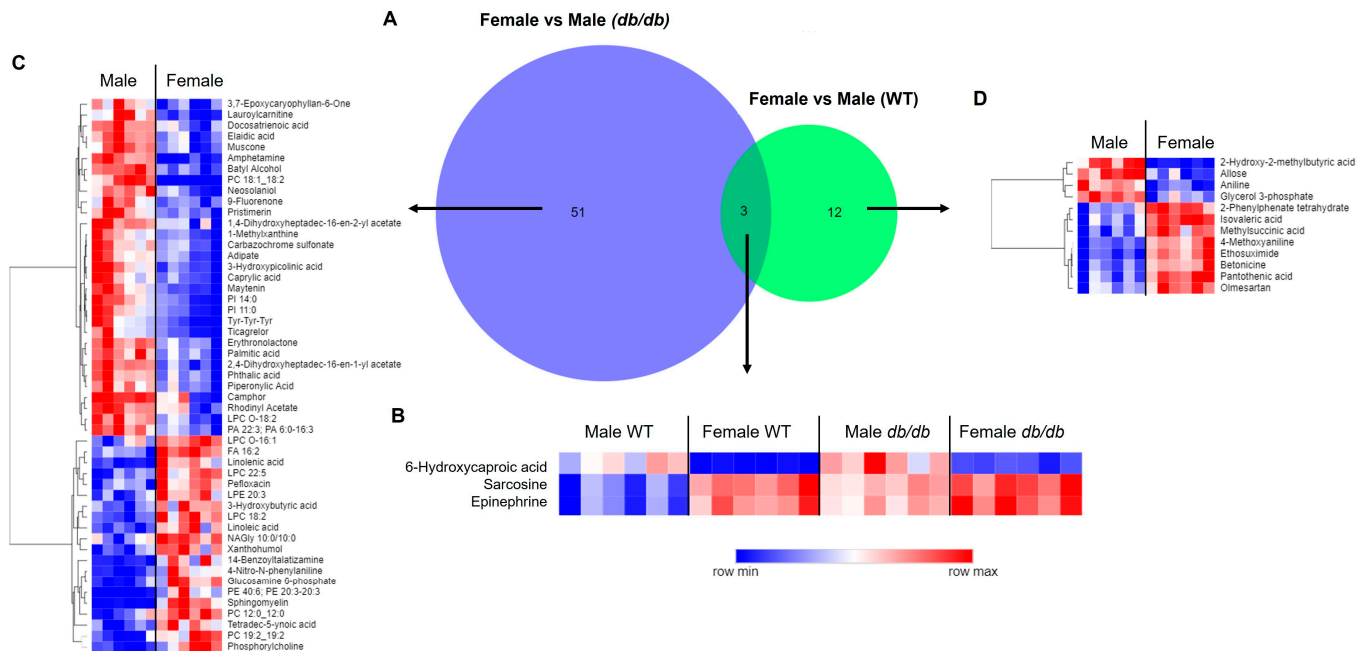 A
Female vs Male (db/db)
Female vs Male (WT)
51
3
12
C
Male
Female
3,7-Epoxycaryophyllan-6-One
Lauroylcarnitine
Docosatrienoic acid
Elaidic acid
Muscone
Amphetamine
Batyl Alcohol
PC 18:1_18:2
Neosolaniol
9-Fluorenone
Pristimerin
1,4-Dihydroxyheptadec-16-en-2-yl acetate
1-Methylxanthine
Carbazochrome sulfonate
Adipate
3-Hydroxypicolinic acid
Caprylic acid
Maytenin
PI 14:0
PI 11:0
Tyr-Tyr-Tyr
Ticagrelor
Erythronolactone
Palmitic acid
2,4-Dihydroxyheptadec-16-en-1-yl acetate
Phthalic acid
Piperonylic Acid
Camphor
Rhodinyl Acetate
LPC O-18:2
PA 22:3; PA 6:0-16:3
LPC O-16:1
FA 16:2
Linolenic acid
LPC 22:5
Pefloxacin
LPE 20:3
3-Hydroxybutyric acid
LPC 18:2
Linoleic acid
NAGly 10:0/10:0
Xanthohumol
14-Benzoyltalatizamine
4-Nitro-N-phenylaniline
Glucosamine 6-phosphate
PE 40:6; PE 20:3-20:3
Sphingomyelin
PC 12:0_12:0
Tetradec-5-ynoic acid
PC 19:2_19:2
Phosphorylcholine
D
Male
Female
2-Hydroxy-2-methylbutyric acid
Allose
Aniline
Glycerol 3-phosphate
2-Phenylphenate tetrahydrate
Isovaleric acid
Methylsuccinic acid
4-Methoxyaniline
Ethosuximide
Betonicine
Pantothenic acid
Olmesartan
B
Male WT
Female WT
Male db/db
Female db/db
6-Hydroxycaproic acid
Sarcosine
Epinephrine
row min
row max